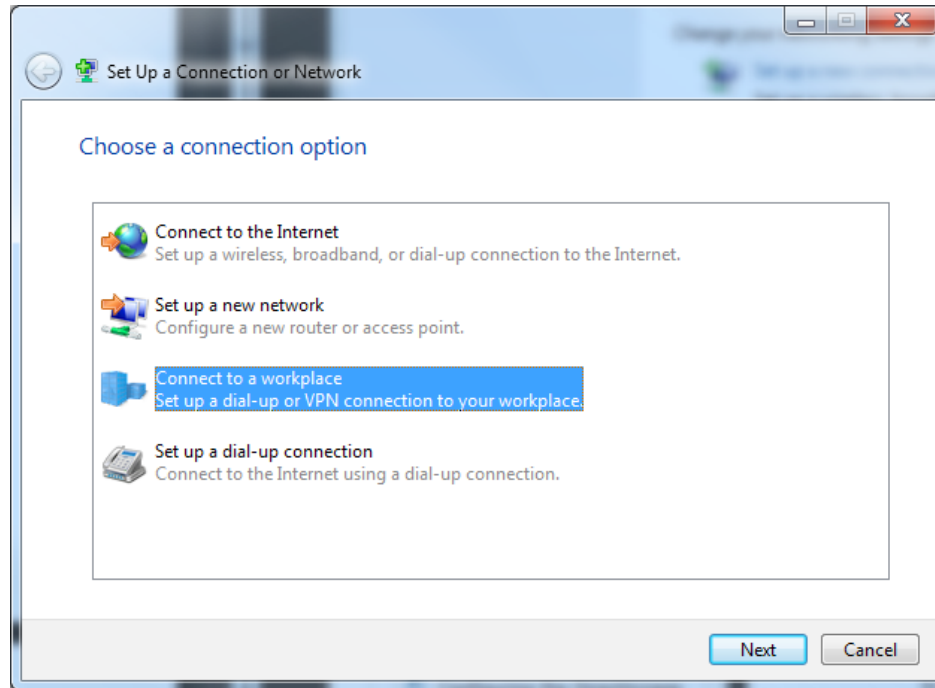 Set Up a Connection or Network
Choose a connection option
Connect to the Internet
Set up a wireless, broadband, or dial-up connection to the Internet.
Set up a new network
Configure a new router or access point.
Connect to a workplace
Set up a dial-up or VPN connection to your workplace.
Set up a dial-up connection
Connect to the Internet using a dial-up connection.
Next
Cancel